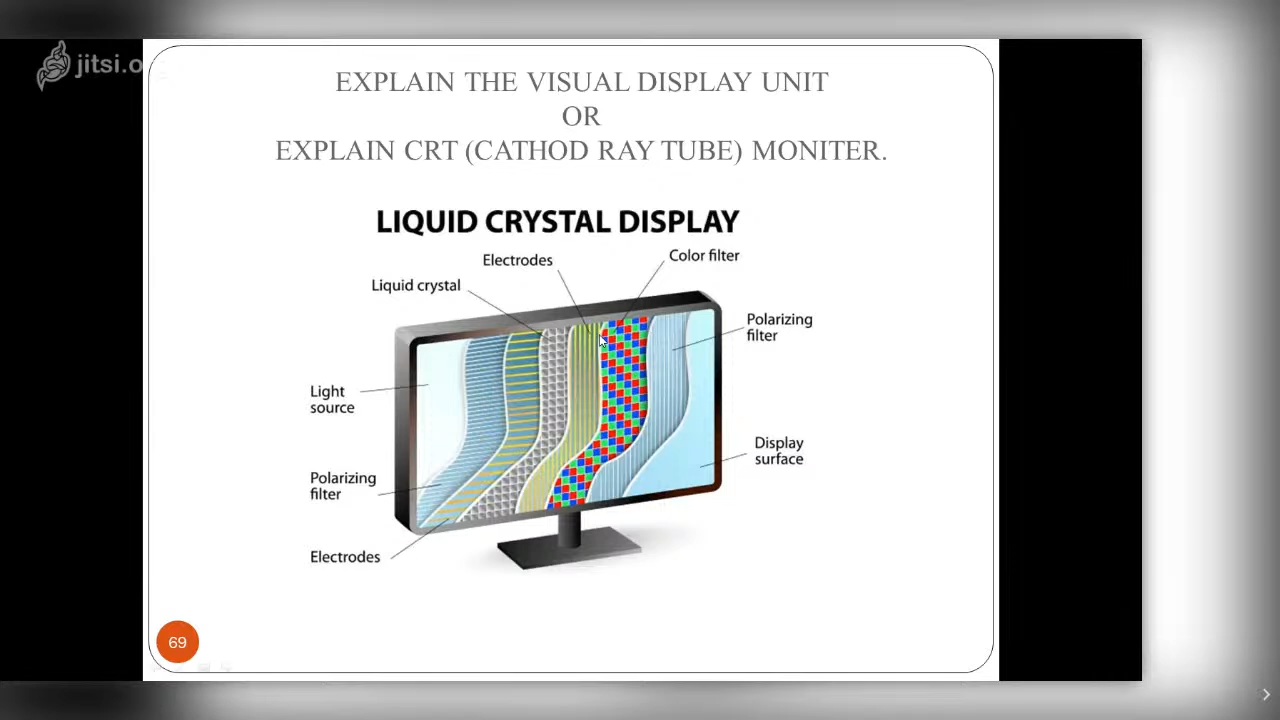 jitsi.o
EXPLAIN THE VISUAL DISPLAY UNIT
OR
EXPLAIN CRT (CATHOD RAY TUBE) MONITER.
LIQUID CRYSTAL DISPLAY
Electrodes
Color filter
Liquid crystal
Polarizing
filter
Light
source
Display
surface
Polarizing
filter
Electrodes
69